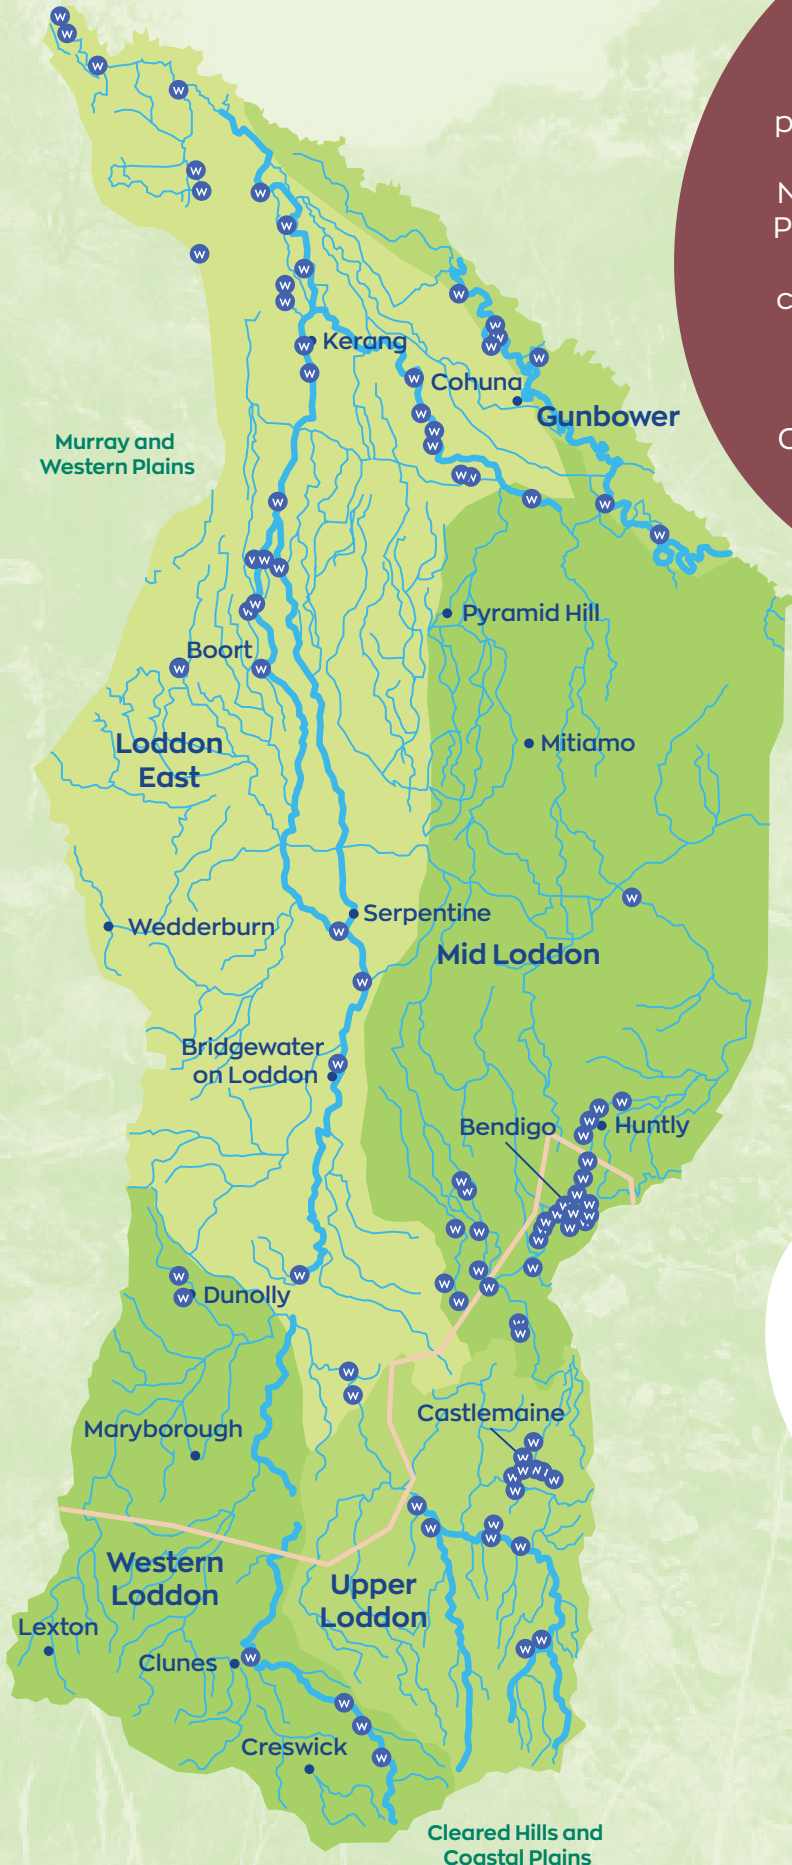 p
N
P
c
C
Kerang
Cohuna
Gunbower
Murray and
Western Plains
Pyramid Hill
Boort
Mitiamo
Loddon
East
Serpentine
Wedderburn
Mid Loddon
Bridgewater
on Loddon
Bendigo
Huntly
Dunolly
Castlemaine
Maryborough
Western
Loddon
Upper
Loddon
Lexton
Clunes
Creswick
Cleared Hills and
Coastal Plains